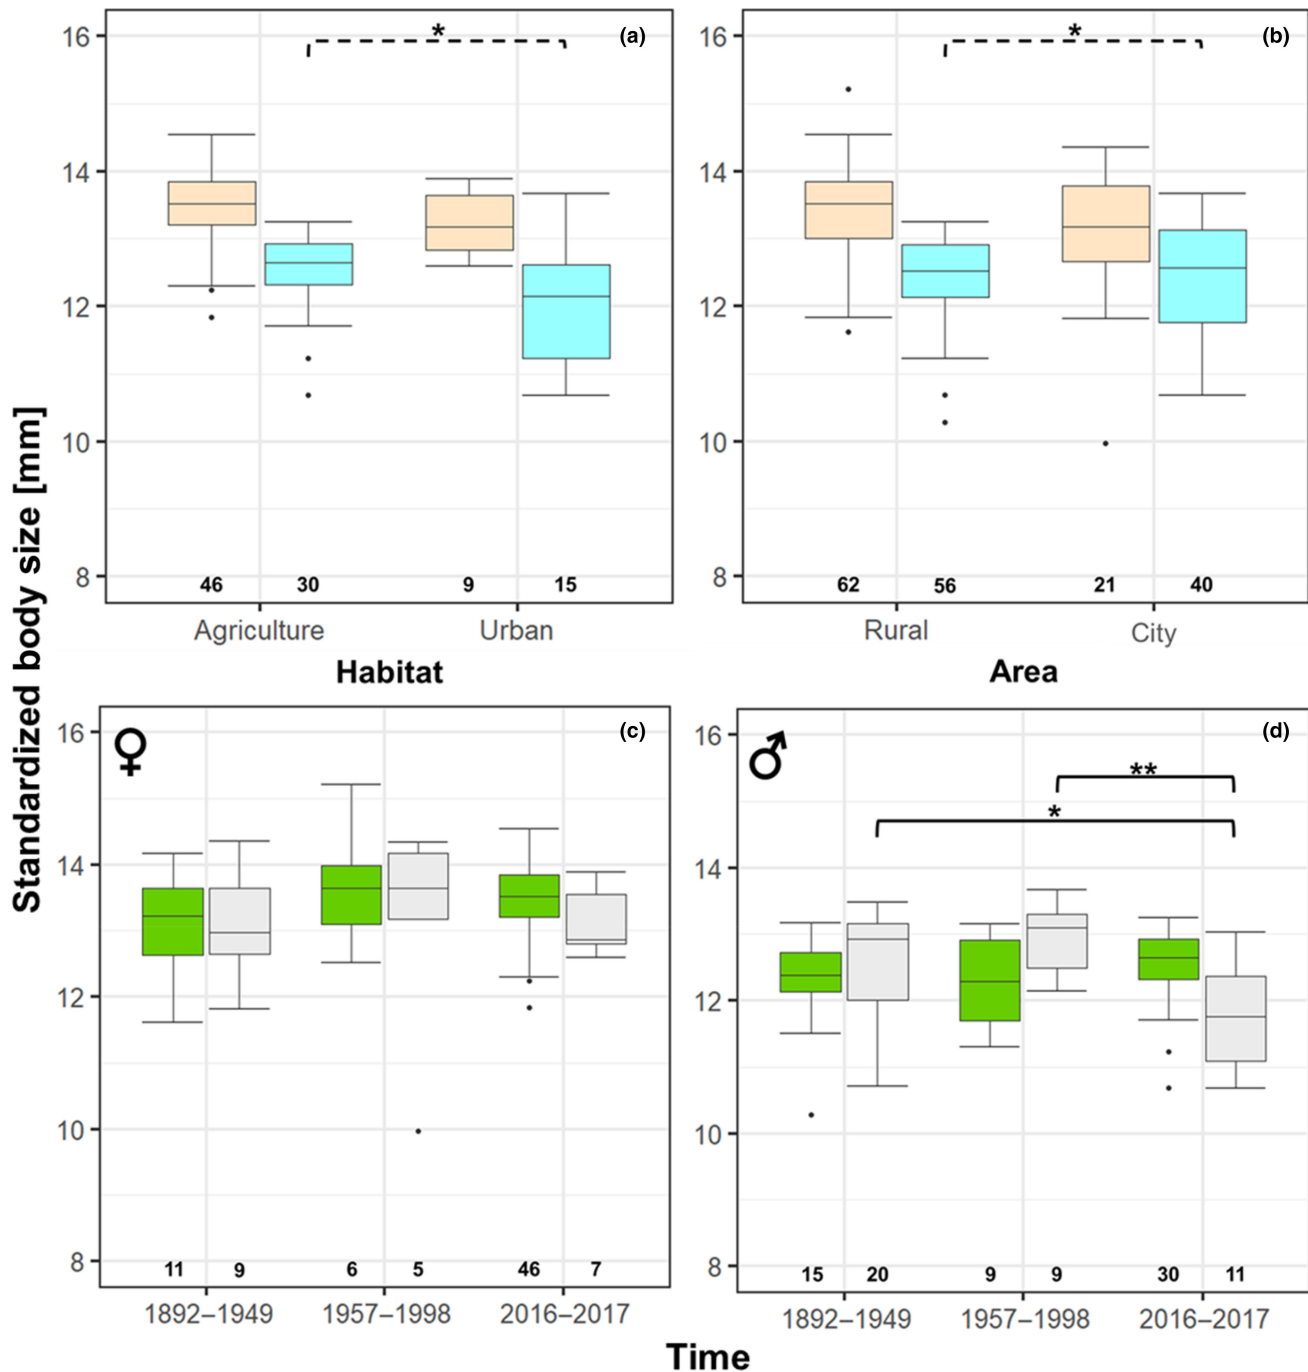 Standardized body size [mm]
(a)
*
16
14
12
10
8
46 30 9 15
Agriculture Urban
Habitat
(b)
*
16
14
12
10
8
62 56 21 40
Rural City
Area
♀
(c)
16
14
12
10
8
11 9 6 5 46 7
1892–1949 1957–1998 2016–2017
♂
(d)
**
*
16
14
12
10
8
15 20 9 9 30 11
1892–1949 1957–1998 2016–2017
Time